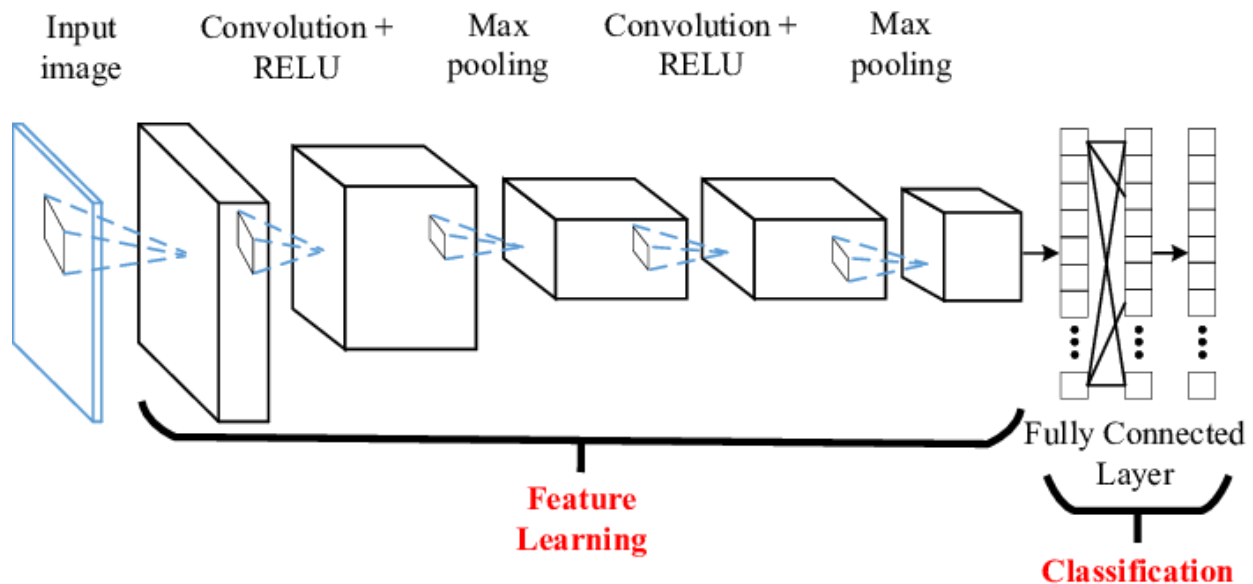 Input
image
Convolution +
RELU
Max
pooling
Convolution +
RELU
Max
pooling
Fully Connected
Layer
Feature
Learning
Classification